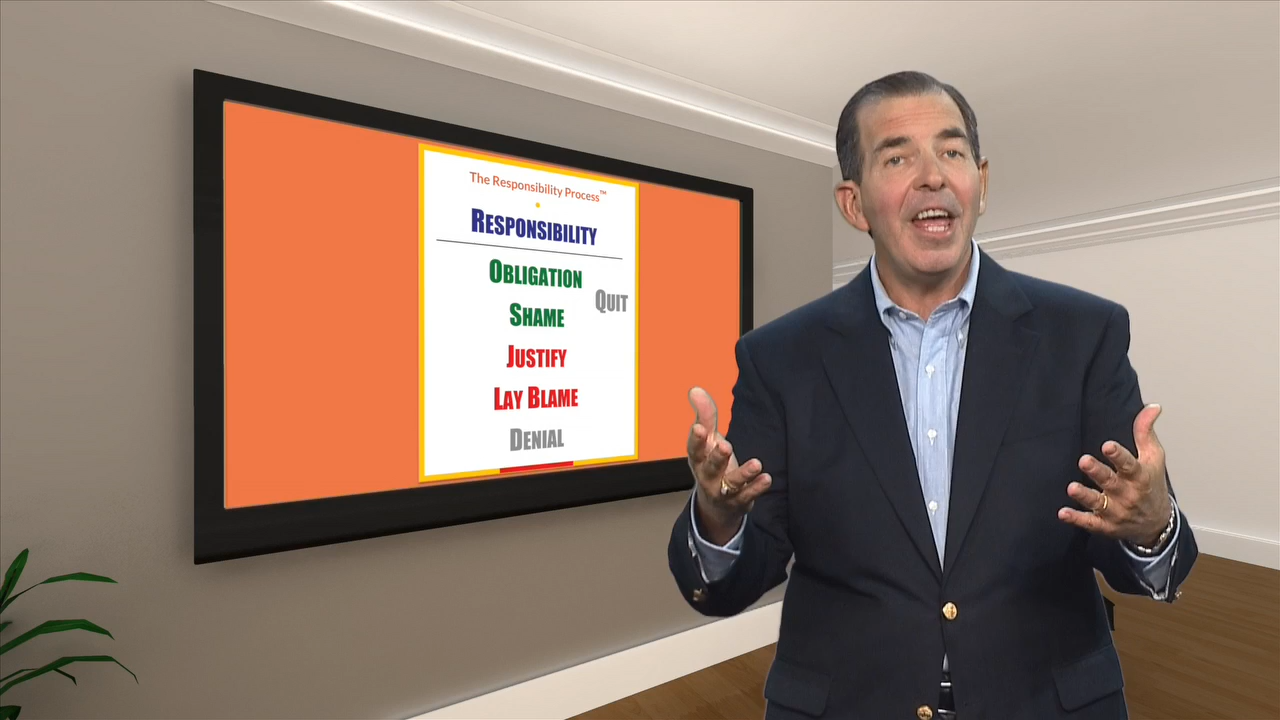 The Responsibility Process™
RESPONSIBILITY
OBLIGATION
QUIT
SHAME
JUSTIFY
LAY BLAME
DENIAL